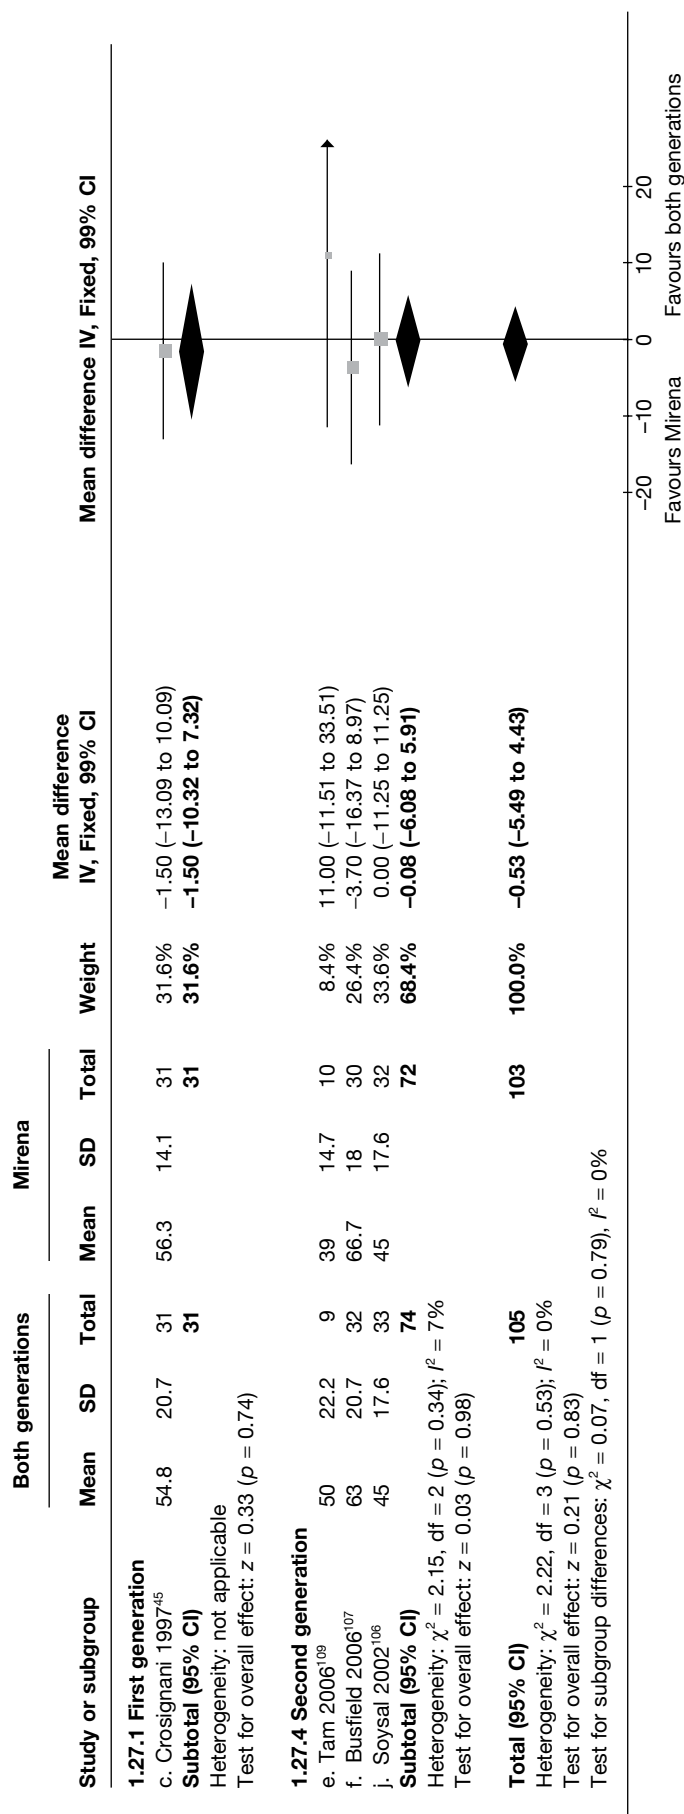 Both generations Mirena Mean difference
Study or subgroup Mean SD Total Mean SD Total Weight IV, Fixed, 99% CI Mean difference IV, Fixed, 99% CI
1.27.1 First generation
c. Crosignani 1997⁴⁵ 54.8 20.7 31 56.3 14.1 31 31.6% −1.50 (−13.09 to 10.09)
Subtotal (95% CI) 31 31 31.6% −1.50 (−10.32 to 7.32)
Heterogeneity: not applicable
Test for overall effect: z = 0.33 (p = 0.74)
1.27.4 Second generation
e. Tam 2006¹⁰⁹ 50 22.2 9 39 14.7 10 8.4% 11.00 (−11.51 to 33.51)
f. Busfield 2006¹⁰⁷ 63 20.7 32 66.7 18 30 26.4% −3.70 (−16.37 to 8.97)
j. Soysal 2002¹⁰⁶ 45 17.6 33 45 17.6 32 33.6% 0.00 (−11.25 to 11.25)
Subtotal (95% CI) 74 72 68.4% −0.08 (−6.08 to 5.91)
Heterogeneity: χ² = 2.15, df = 2 (p = 0.34); I² = 7%
Test for overall effect: z = 0.03 (p = 0.98)
Total (95% CI) 105 103 100.0% −0.53 (−5.49 to 4.43)
Heterogeneity: χ² = 2.22, df = 3 (p = 0.53); I² = 0%
Test for overall effect: z = 0.21 (p = 0.83)
Test for subgroup differences: χ² = 0.07, df = 1 (p = 0.79), I² = 0%
−20 −10 0 10 20
Favours Mirena Favours both generations